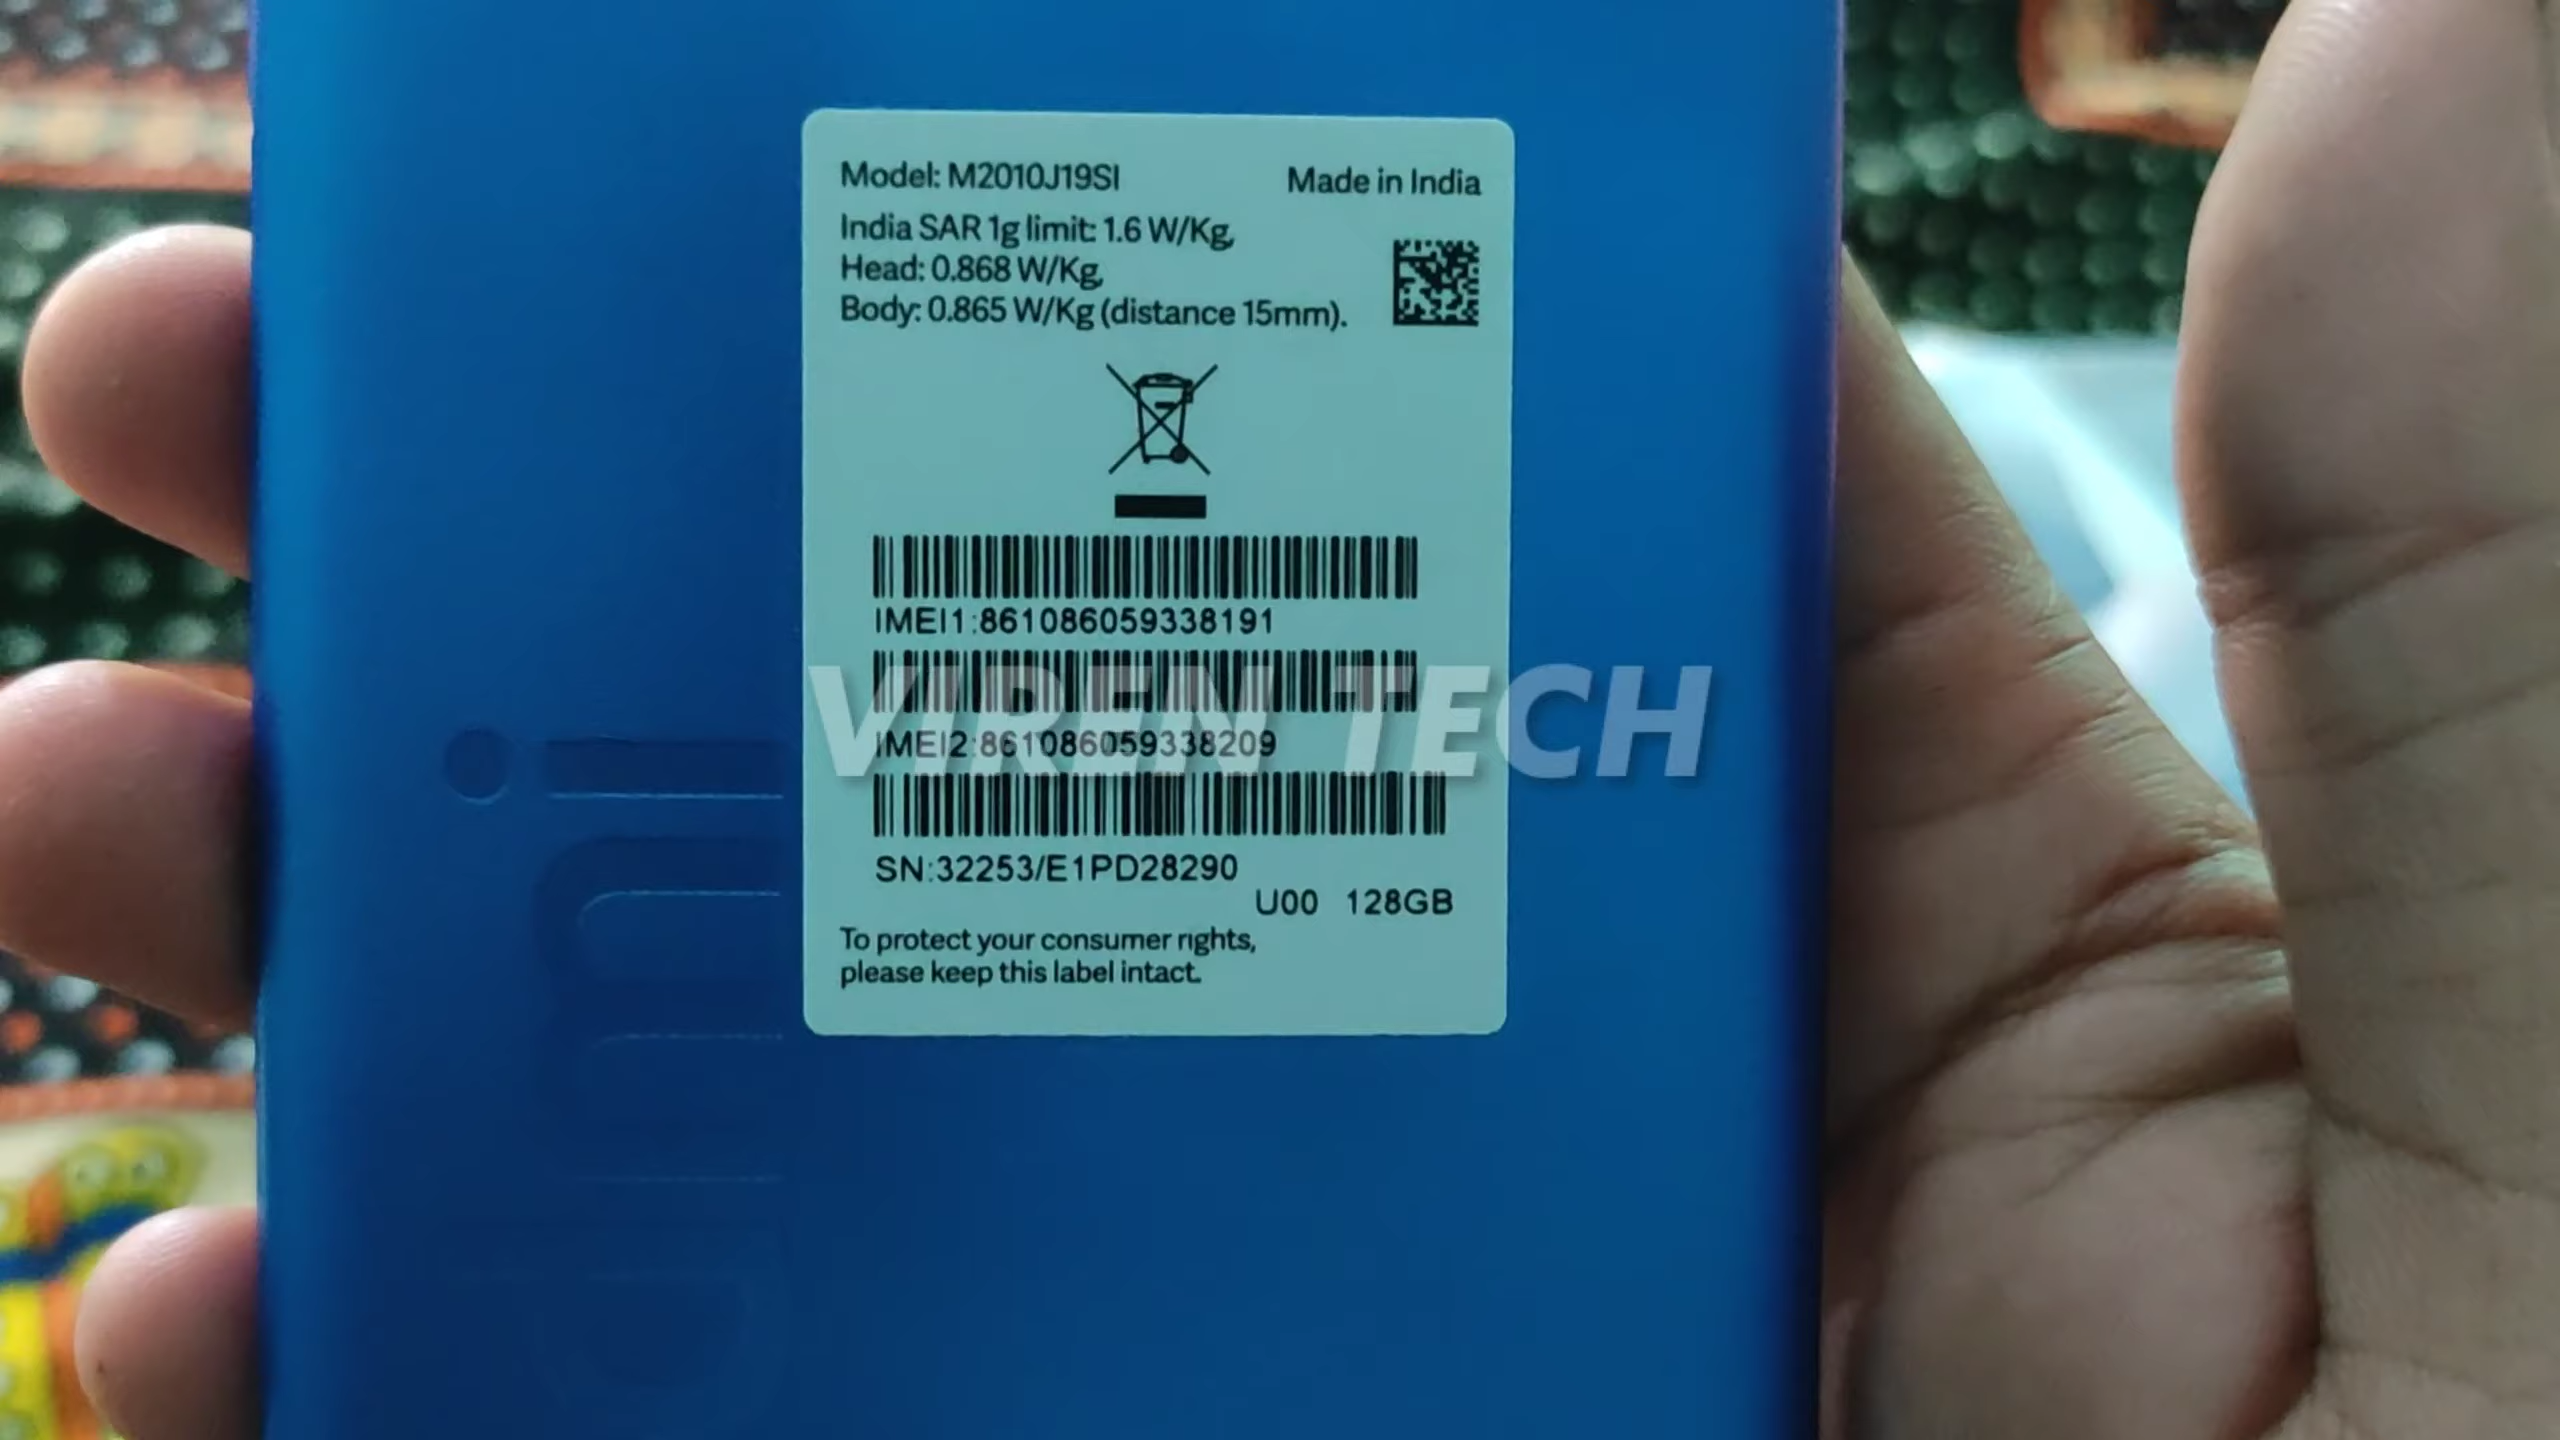 Model: M2010J19SI
Made in India
India SAR 1g limit: 1.6 W/Kg,
Head: 0.868 W/Kg,
Body: 0.865 W/Kg (distance 15mm).
IMEI1:861086059338191
VIREN TECH
IMEI2:861086059338209
SN:32253/E1PD28290
U00 128GB
To protect your consumer rights,
please keep this label intact.